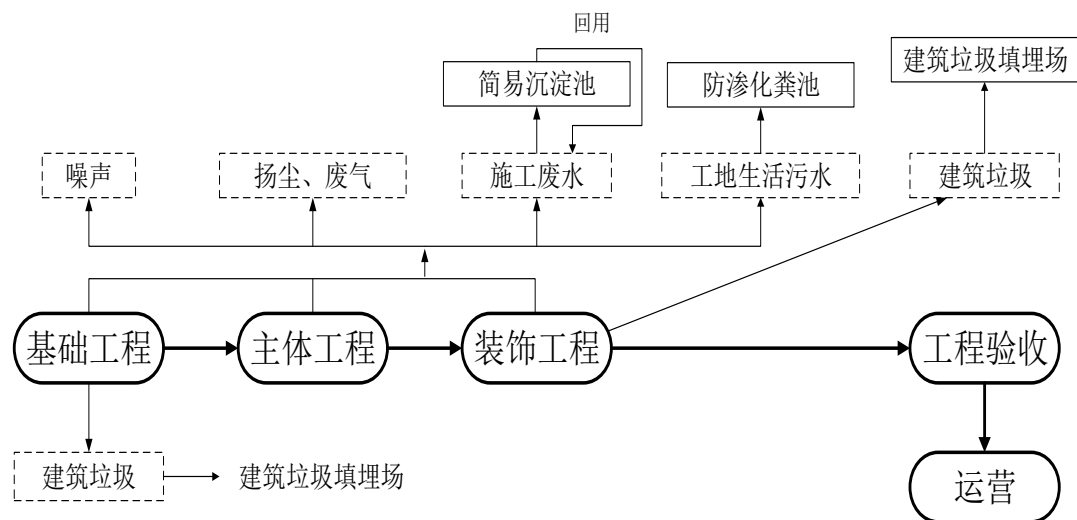 回用
简易沉淀池
防渗化粪池
建筑垃圾填埋场
噪声
扬尘、废气
施工废水
工地生活污水
建筑垃圾
基础工程
主体工程
装饰工程
工程验收
建筑垃圾
建筑垃圾填埋场
运营